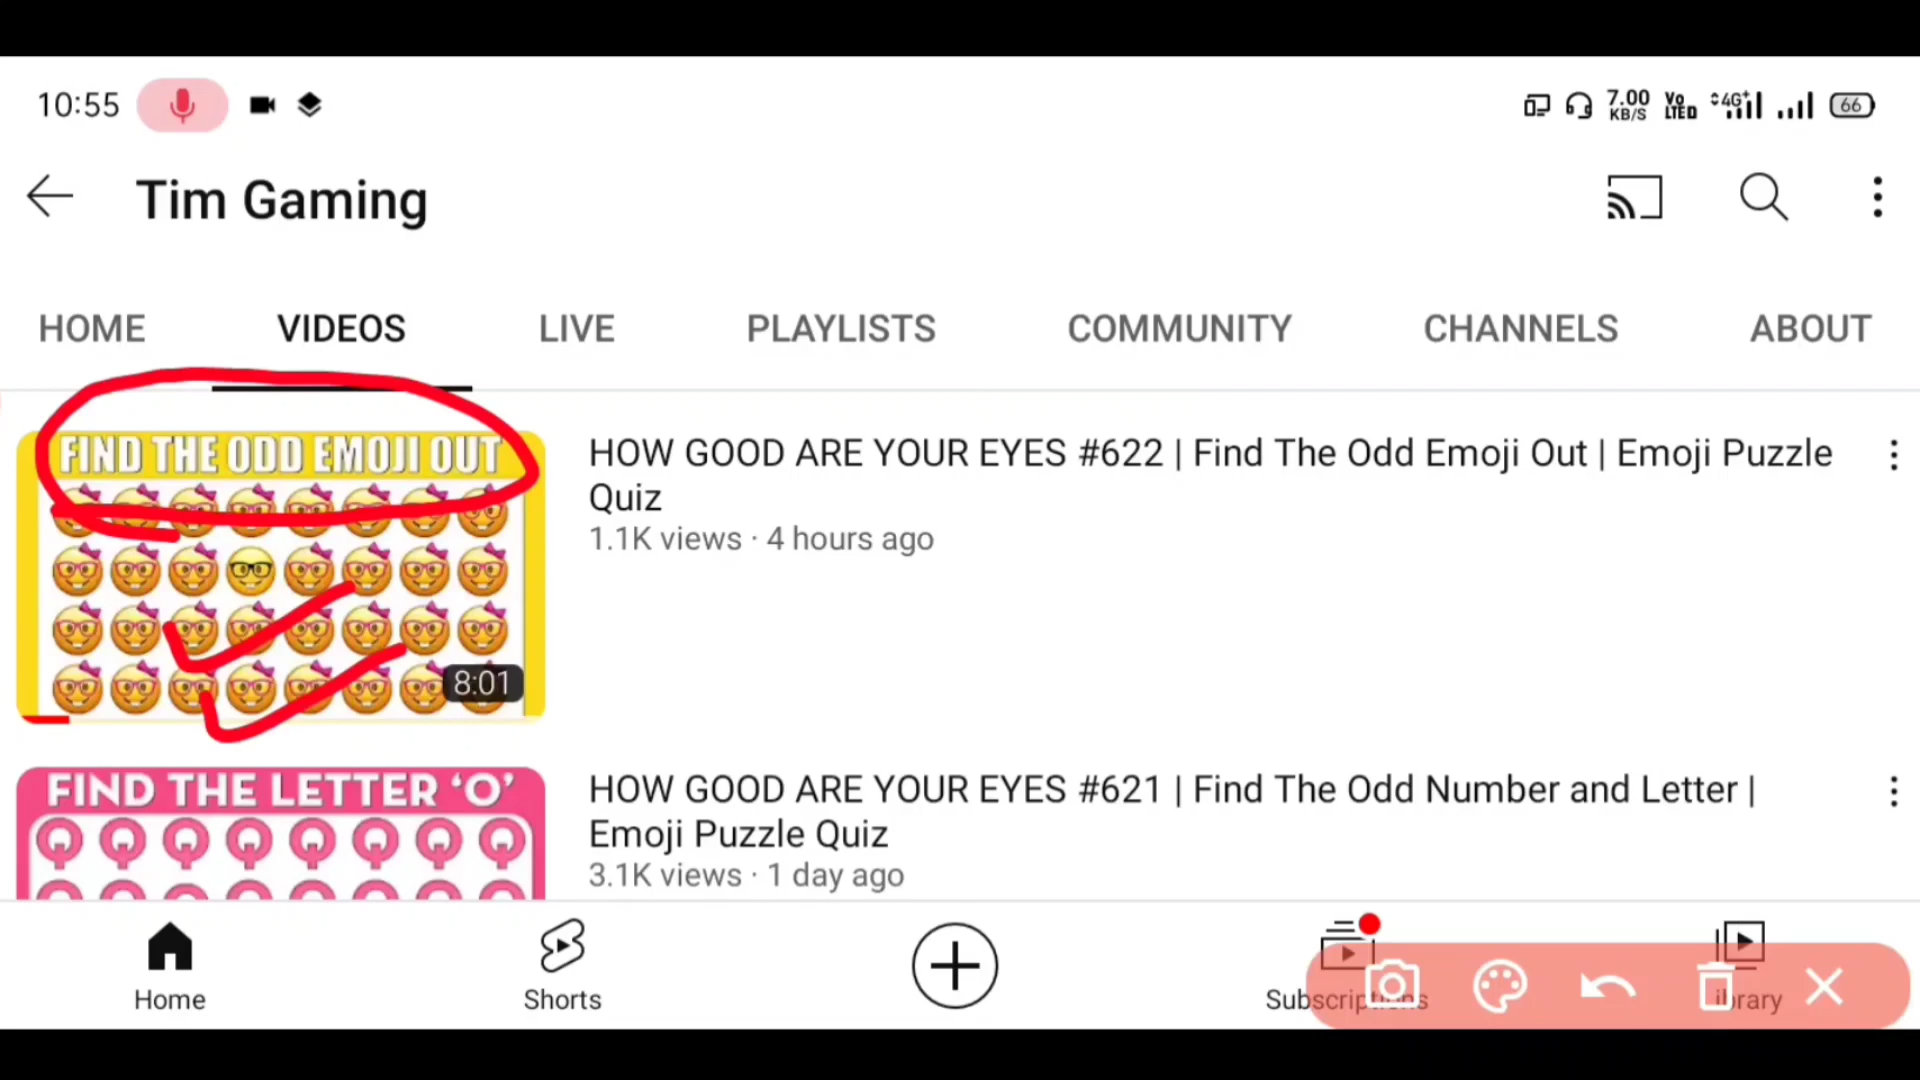 10:55
7.00 KB/S
Vo LTED
4G+
66
Tim Gaming
HOME VIDEOS LIVE PLAYLISTS COMMUNITY CHANNELS ABOUT
FIND THE ODD EMOJI OUT
8:01
HOW GOOD ARE YOUR EYES #622 | Find The Odd Emoji Out | Emoji Puzzle
Quiz
1.1K views · 4 hours ago
FIND THE LETTER ‘O’
HOW GOOD ARE YOUR EYES #621 | Find The Odd Number and Letter |
Emoji Puzzle Quiz
3.1K views · 1 day ago
Home Shorts Subscriptions Library